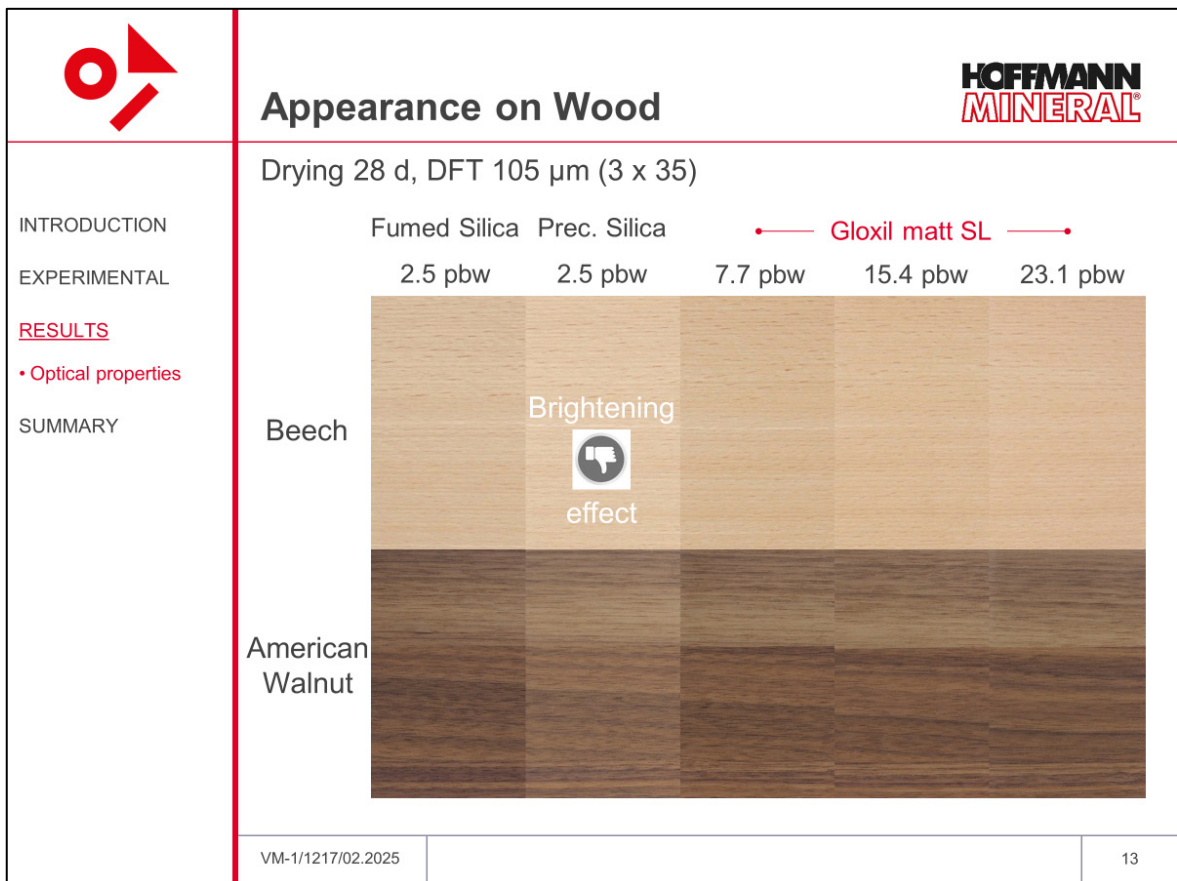 Appearance on Wood
HOFFMANN
MINERAL®
Drying 28 d, DFT 105 µm (3 x 35)
INTRODUCTION
EXPERIMENTAL
RESULTS
• Optical properties
SUMMARY
Fumed Silica Prec. Silica Gloxil matt SL
2.5 pbw 2.5 pbw 7.7 pbw 15.4 pbw 23.1 pbw
Beech
Brightening
effect
American
Walnut
VM-1/1217/02.2025
13